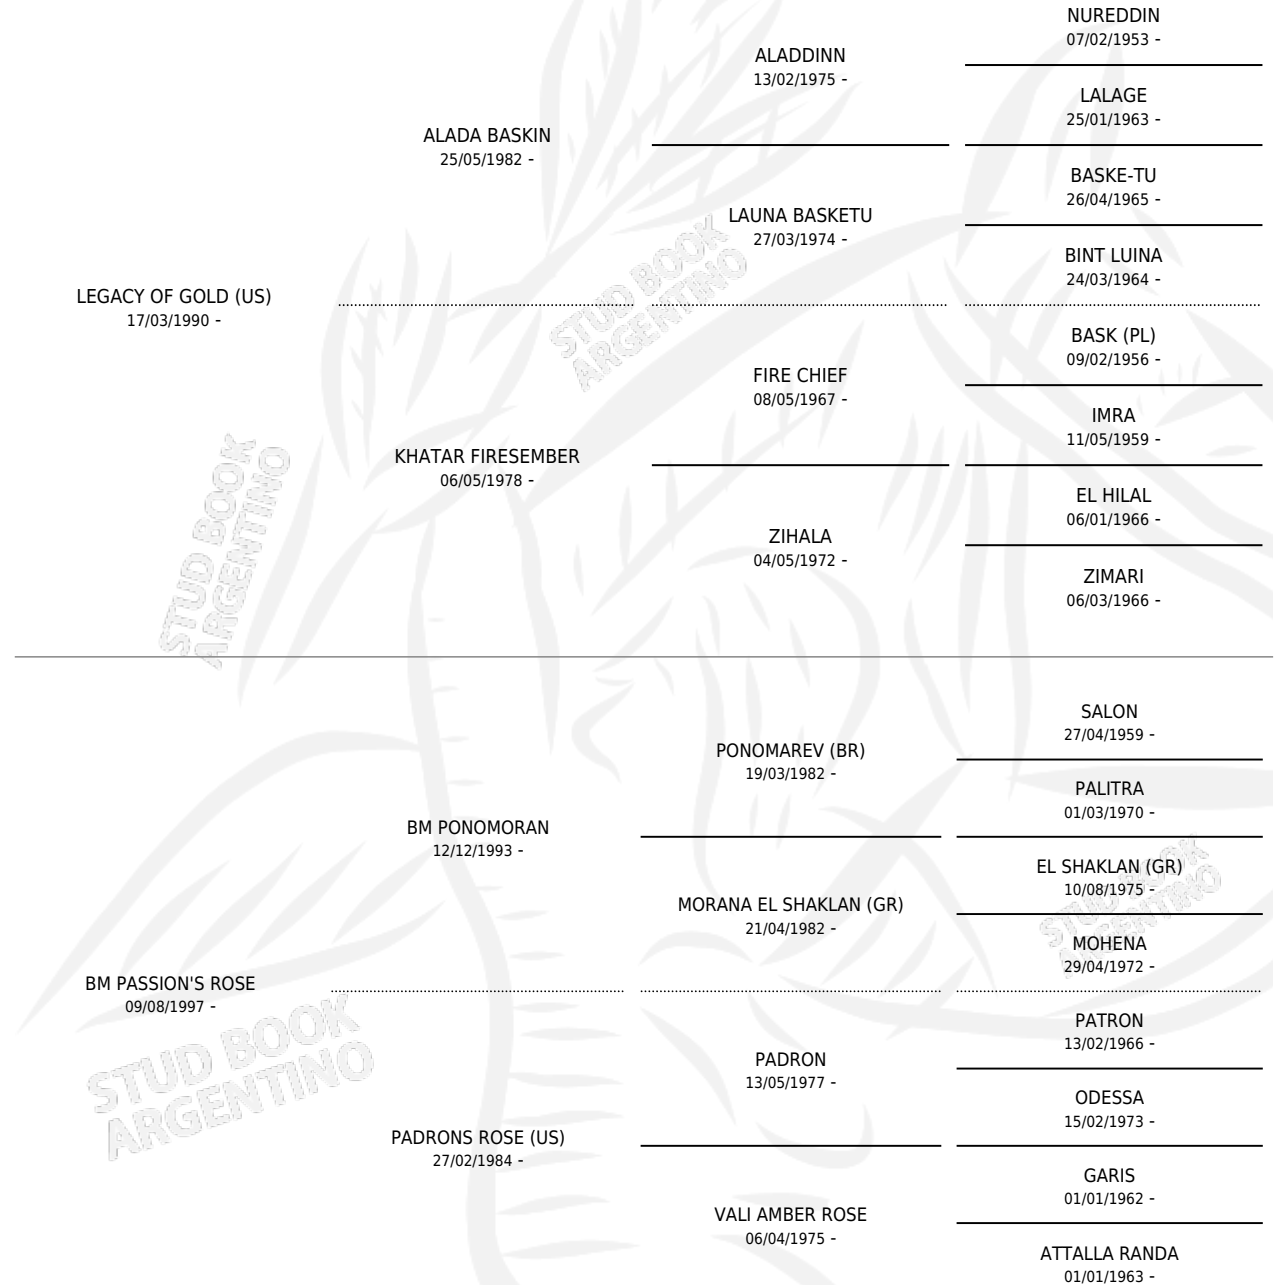 NUREDDIN
07/02/1953 -
ALADDINN
13/02/1975 -
LALAGE
25/01/1963 -
ALADA BASKIN
25/05/1982 -
BASKE-TU
26/04/1965 -
LAUNA BASKETU
27/03/1974 -
BINT LUINA
24/03/1964 -
LEGACY OF GOLD (US)
17/03/1990 -
BASK (PL)
09/02/1956 -
FIRE CHIEF
08/05/1967 -
IMRA
11/05/1959 -
KHATAR FIRESEMBER
06/05/1978 -
EL HILAL
06/01/1966 -
ZIHALA
04/05/1972 -
ZIMARI
06/03/1966 -
STUD BOOK
ARGENTINO
STUD BOOK
ARGENTINO
SALON
27/04/1959 -
PONOMAREV (BR)
19/03/1982 -
PALITRA
01/03/1970 -
BM PONOMORAN
12/12/1993 -
EL SHAKLAN (GR)
10/08/1975 -
MORANA EL SHAKLAN (GR)
21/04/1982 -
MOHENA
29/04/1972 -
BM PASSION'S ROSE
09/08/1997 -
PATRON
13/02/1966 -
PADRON
13/05/1977 -
ODESSA
15/02/1973 -
PADRONS ROSE (US)
27/02/1984 -
GARIS
01/01/1962 -
VALI AMBER ROSE
06/04/1975 -
ATTALLA RANDA
01/01/1963 -
STUD BOOK
ARGENTINO
STUD BOOK
ARGENTINO